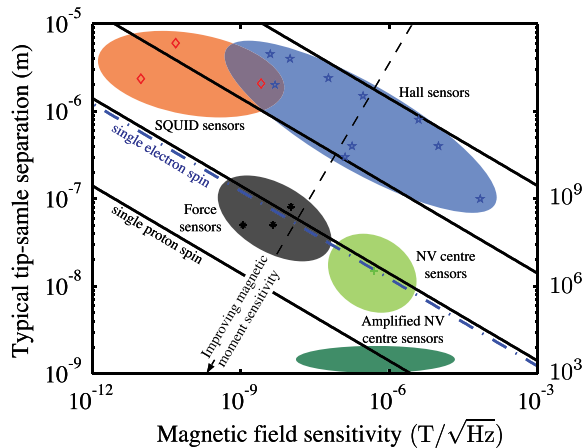 10^-5
10^-6
10^-7
10^-8
10^-9
Typical tip-samle separation (m)
Hall sensors
SQUID sensors
single electron spin
Force
sensors
single proton spin
NV centre
sensors
Improving magnetic
moment sensitivity
Amplified NV
centre sensors
10^9
10^6
10^3
10^-12
10^-9
10^-6
10^-3
Magnetic field sensitivity (T/√Hz)